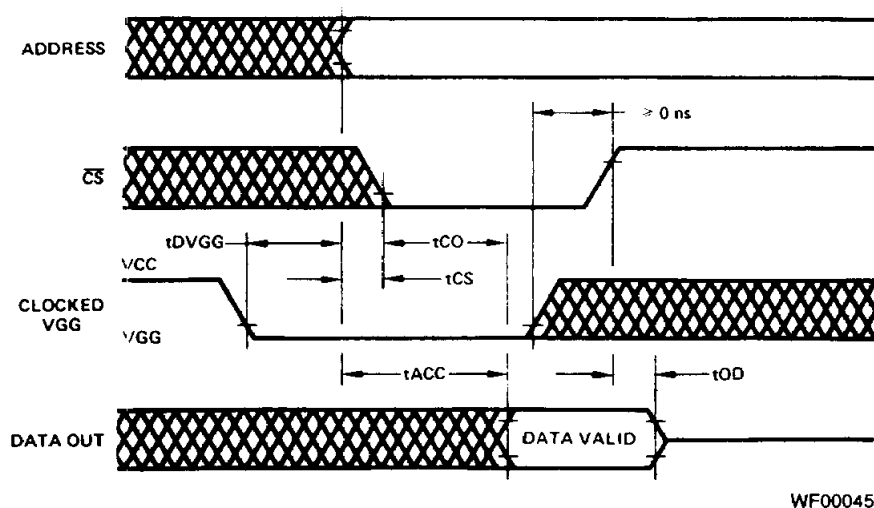 ADDRESS
≥ 0 ns
CS
tDVGG
tCO
VCC
tCS
CLOCKED
VGG
VGG
tACC
tOD
DATA OUT
DATA VALID
WF00045